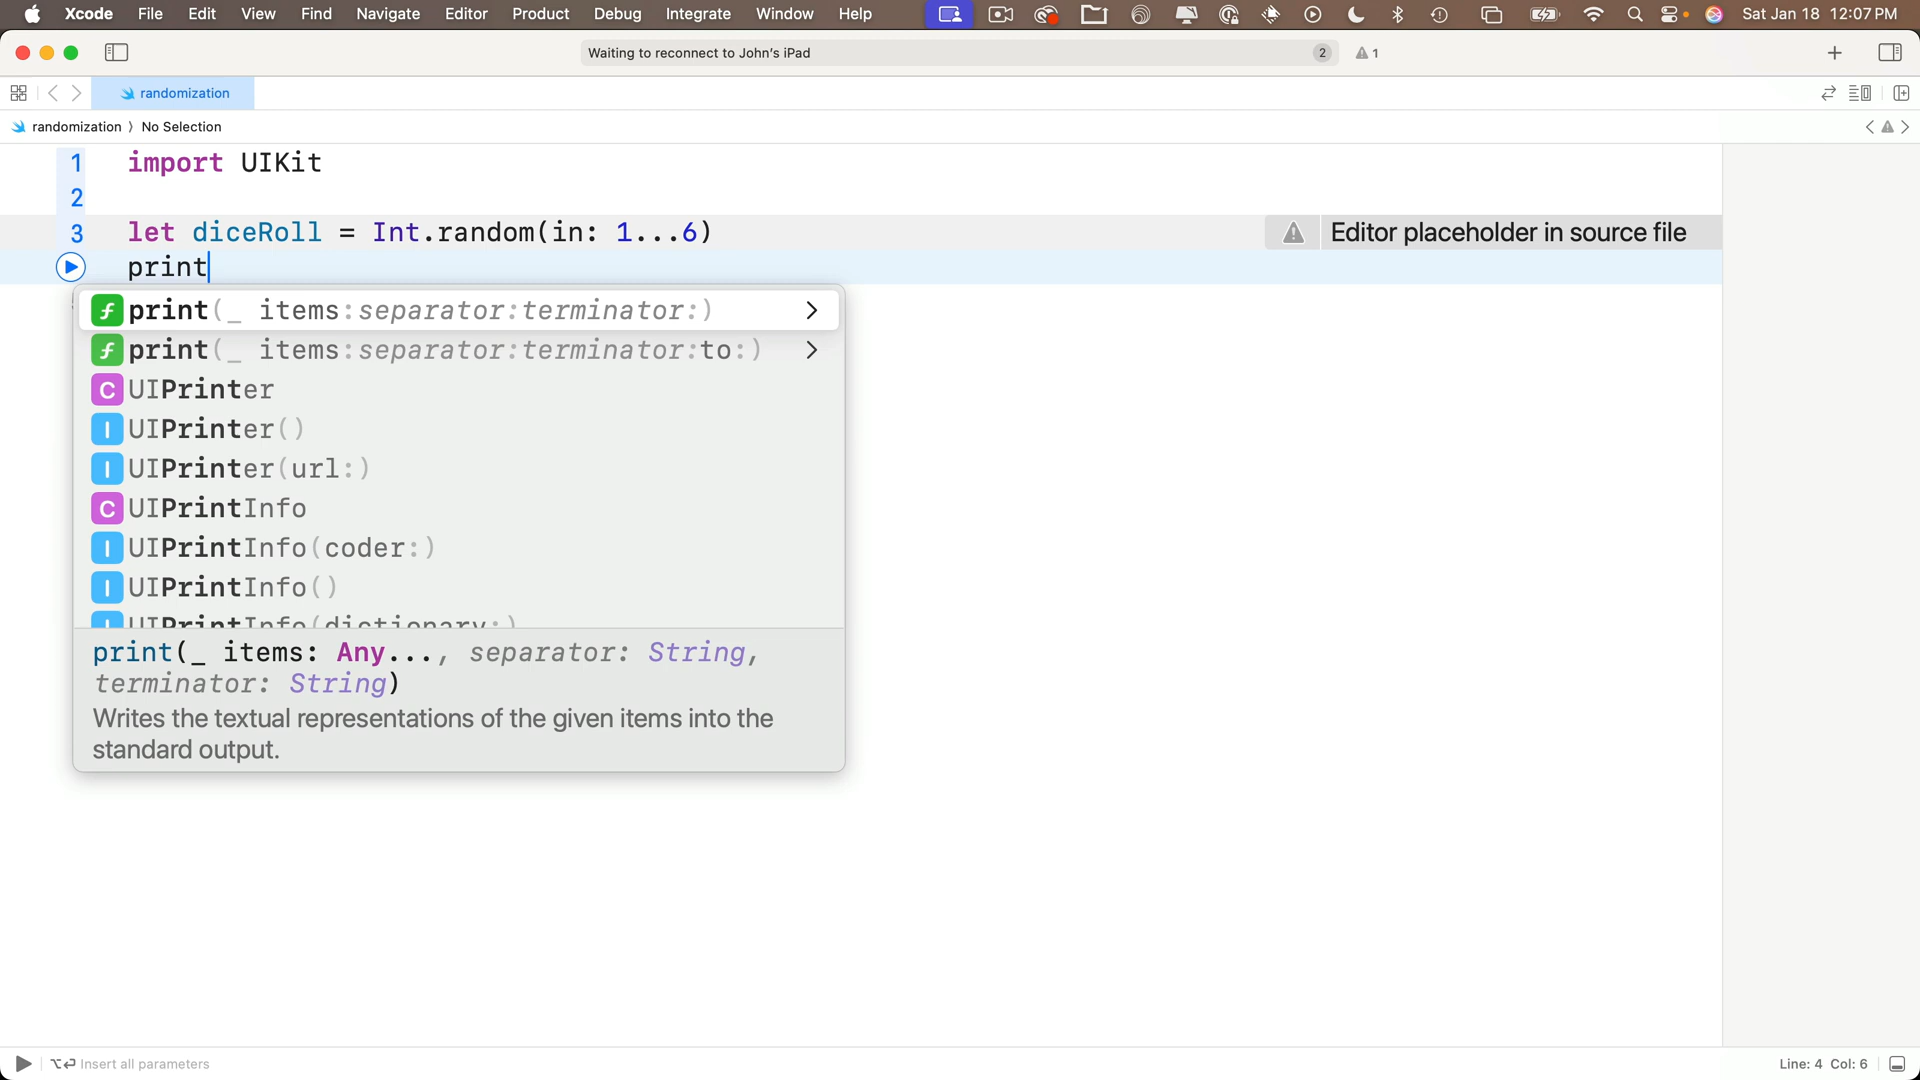 Xcode File Edit View Find Navigate Editor Product Debug Integrate Window Help Sat Jan 18 12:07 PM
Waiting to reconnect to John's iPad 2 1
randomization
randomization ⟩ No Selection
1 import UIKit
2
3 let diceRoll = Int.random(in: 1...6) Editor placeholder in source file
print
print(_ items:separator:terminator:)
print(_ items:separator:terminator:to:)
C UIPrinter
I UIPrinter()
I UIPrinter(url:)
C UIPrintInfo
I UIPrintInfo(coder:)
I UIPrintInfo()
I UIPrintInfo(dictionary:)
print(_ items: Any..., separator: String,
terminator: String)
Writes the textual representations of the given items into the
standard output.
⌥↩ Insert all parameters Line: 4 Col: 6